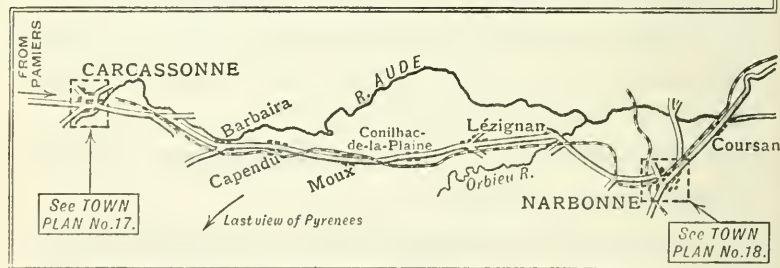 FROM
PAMIERS
CARCASSONNE
Barbaira
R. AUDE
Conilhac-
de-la-Plaine
Lézignan
Capendu
Moux
Orbieu R.
Coursan
NARBONNE
See TOWN
PLAN No.17.
Last view of Pyrenees
See TOWN
PLAN No.18.